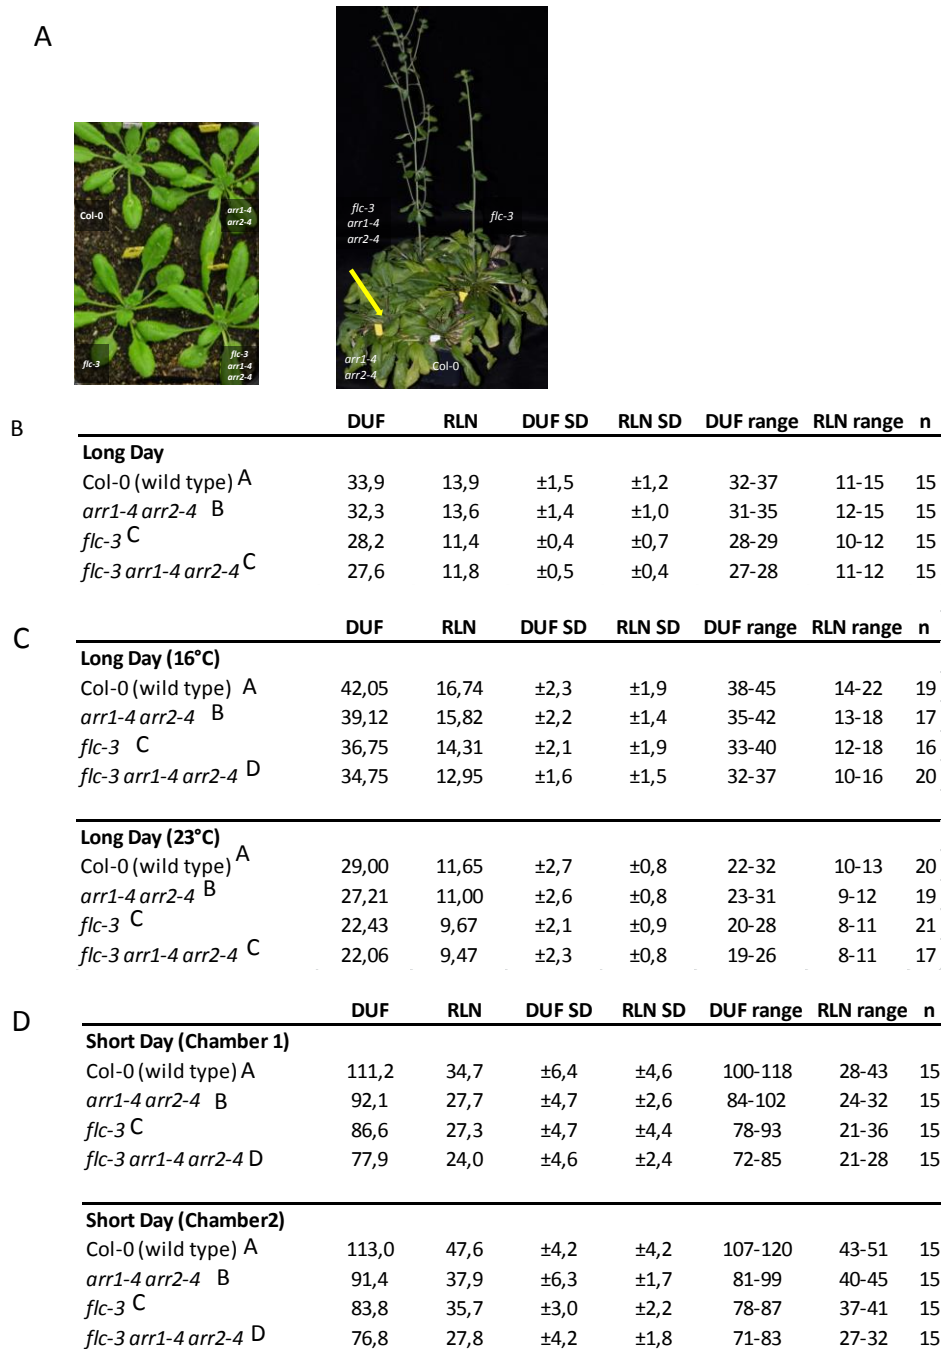 A
Col-0
arr1-4
arr2-4
flc-3
flc-3
arr1-4
arr2-4
flc-3
arr1-4
arr2-4
flc-3
arr1-4
arr2-4
Col-0
B
DUF RLN DUF SD RLN SD DUF range RLN range n
Long Day
Col-0 (wild type) A 33,9 13,9 ±1,5 ±1,2 32-37 11-15 15
arr1-4 arr2-4 B 32,3 13,6 ±1,4 ±1,0 31-35 12-15 15
flc-3 C 28,2 11,4 ±0,4 ±0,7 28-29 10-12 15
flc-3 arr1-4 arr2-4 C 27,6 11,8 ±0,5 ±0,4 27-28 11-12 15
C
DUF RLN DUF SD RLN SD DUF range RLN range n
Long Day (16°C)
Col-0 (wild type) A 42,05 16,74 ±2,3 ±1,9 38-45 14-22 19
arr1-4 arr2-4 B 39,12 15,82 ±2,2 ±1,4 35-42 13-18 17
flc-3 C 36,75 14,31 ±2,1 ±1,9 33-40 12-18 16
flc-3 arr1-4 arr2-4 D 34,75 12,95 ±1,6 ±1,5 32-37 10-16 20
Long Day (23°C)
Col-0 (wild type) A 29,00 11,65 ±2,7 ±0,8 22-32 10-13 20
arr1-4 arr2-4 B 27,21 11,00 ±2,6 ±0,8 23-31 9-12 19
flc-3 C 22,43 9,67 ±2,1 ±0,9 20-28 8-11 21
flc-3 arr1-4 arr2-4 C 22,06 9,47 ±2,3 ±0,8 19-26 8-11 17
D
DUF RLN DUF SD RLN SD DUF range RLN range n
Short Day (Chamber 1)
Col-0 (wild type) A 111,2 34,7 ±6,4 ±4,6 100-118 28-43 15
arr1-4 arr2-4 B 92,1 27,7 ±4,7 ±2,6 84-102 24-32 15
flc-3 C 86,6 27,3 ±4,7 ±4,4 78-93 21-36 15
flc-3 arr1-4 arr2-4 D 77,9 24,0 ±4,6 ±2,4 72-85 21-28 15
Short Day (Chamber2)
Col-0 (wild type) A 113,0 47,6 ±4,2 ±4,2 107-120 43-51 15
arr1-4 arr2-4 B 91,4 37,9 ±6,3 ±1,7 81-99 40-45 15
flc-3 C 83,8 35,7 ±3,0 ±2,2 78-87 37-41 15
flc-3 arr1-4 arr2-4 D 76,8 27,8 ±4,2 ±1,8 71-83 27-32 15